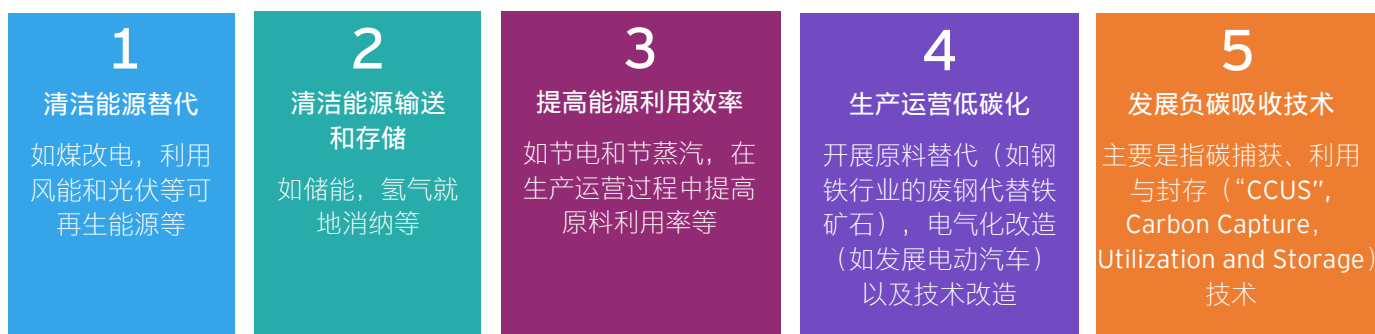 1
清洁能源替代
如煤改电，利用
风能和光伏等可
再生能源等
2
清洁能源输送
和存储
如储能，氢气就
地消纳等
3
提高能源利用效率
如节电和节蒸汽，在
生产运营过程中提高
原料利用率等
4
生产运营低碳化
开展原料替代（如钢
铁行业的废钢代替铁
矿石），电气化改造
（如发展电动汽车）
以及技术改造
5
发展负碳吸收技术
主要是指碳捕获、利用
与封存（“CCUS”,
Carbon Capture,
Utilization and Storage）
技术